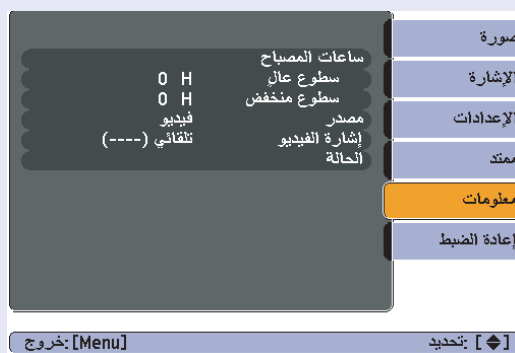 صورة
الإشارة
الإعدادات
ممتد
معلومات
إعادة الضبط
ساعات المصباح
سطوع عالٍ 0 H
سطوع منخفض 0 H
مصدر فيديو
إشارة الفيديو تلقائي (----)
الحالة
[◆] :تحديد
[Menu] :خروج